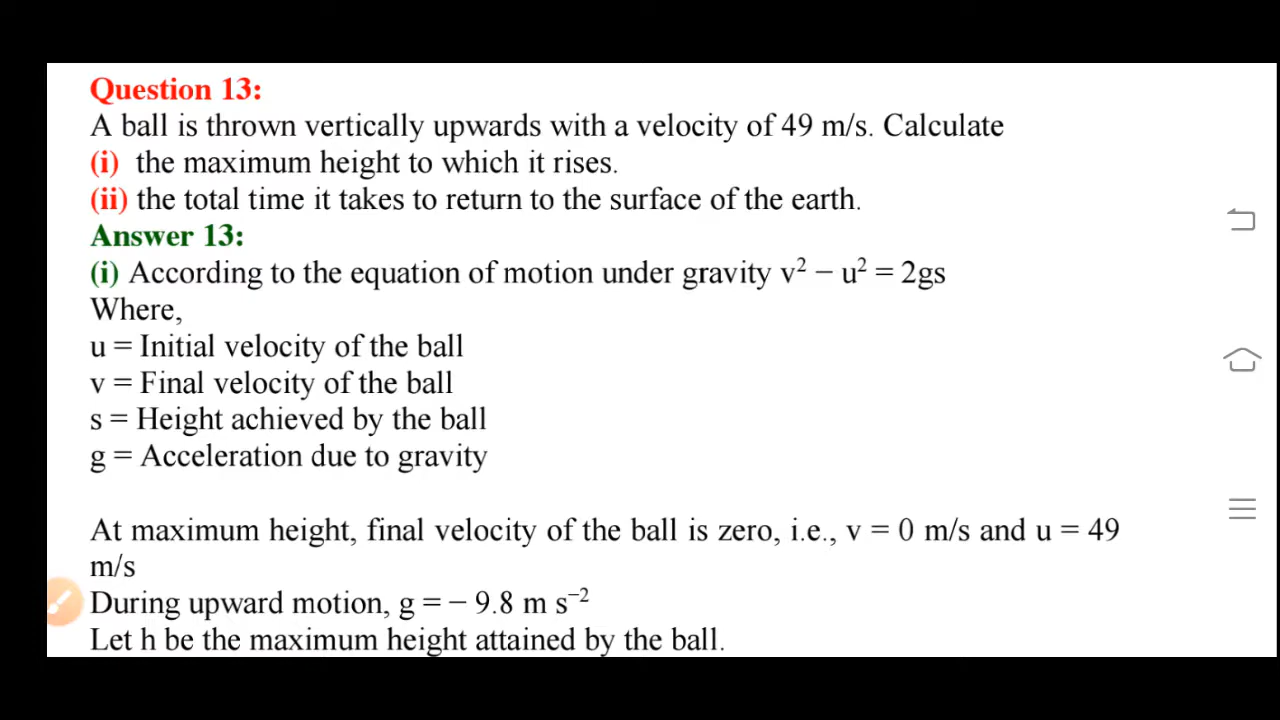 Question 13:
A ball is thrown vertically upwards with a velocity of 49 m/s. Calculate
(i) the maximum height to which it rises.
(ii) the total time it takes to return to the surface of the earth.
Answer 13:
(i) According to the equation of motion under gravity v² − u² = 2gs
Where,
u = Initial velocity of the ball
v = Final velocity of the ball
s = Height achieved by the ball
g = Acceleration due to gravity
At maximum height, final velocity of the ball is zero, i.e., v = 0 m/s and u = 49
m/s
During upward motion, g = − 9.8 m s⁻²
Let h be the maximum height attained by the ball.